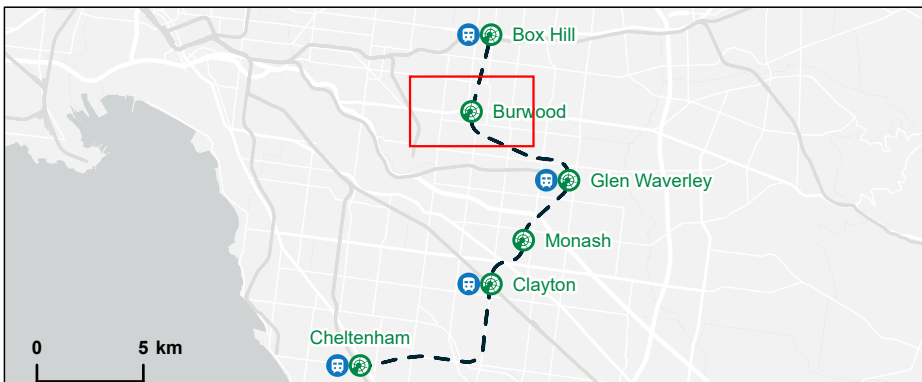 Box Hill
Burwood
Glen Waverley
Monash
Clayton
Cheltenham
0 5 km